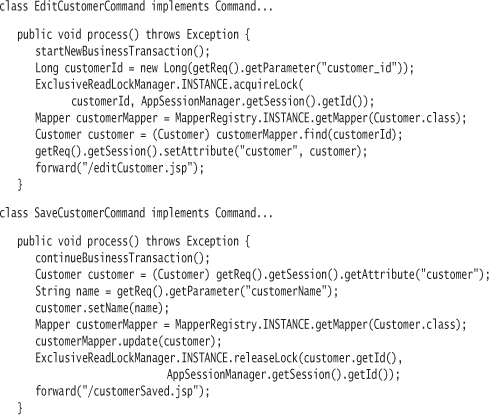 class EditCustomerCommand implements Command...
public void process() throws Exception {
startNewBusinessTransaction();
Long customerId = new Long(getReq().getParameter("customer_id"));
ExclusiveReadLockManager.INSTANCE.acquireLock(
customerId, AppSessionManager.getSession().getId());
Mapper customerMapper = MapperRegistry.INSTANCE.getMapper(Customer.class);
Customer customer = (Customer) customerMapper.find(customerId);
getReq().getSession().setAttribute("customer", customer);
forward("/editCustomer.jsp");
}
class SaveCustomerCommand implements Command...
public void process() throws Exception {
continueBusinessTransaction();
Customer customer = (Customer) getReq().getSession().getAttribute("customer");
String name = getReq().getParameter("customerName");
customer.setName(name);
Mapper customerMapper = MapperRegistry.INSTANCE.getMapper(Customer.class);
customerMapper.update(customer);
ExclusiveReadLockManager.INSTANCE.releaseLock(customer.getId(),
AppSessionManager.getSession().getId());
forward("/customerSaved.jsp");
}